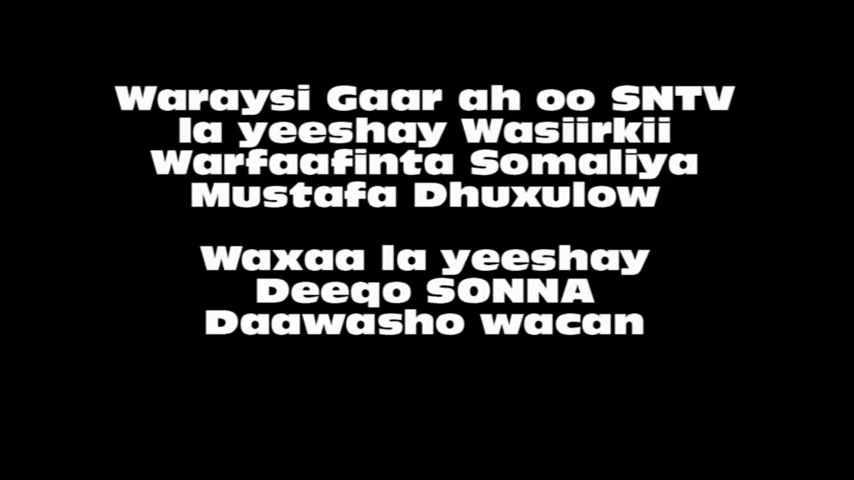 Waraysi Gaar ah oo SNTV
la yeeshay Wasiirkii
Warfaafinta Somaliya
Mustafa Dhuxulow
Waxaa la yeeshay
Deeqo SONNA
Daawasho wacan